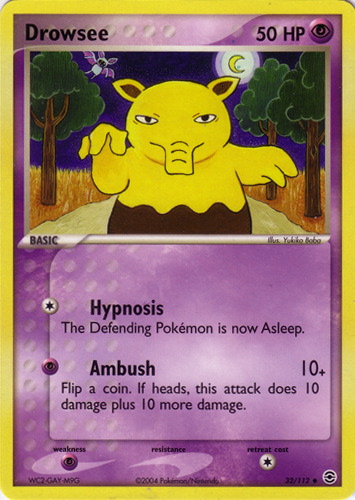 Drowsee 50 HP
BASIC
Illus. Yukiko Baba
Hypnosis
The Defending Pokémon is now Asleep.
Ambush 10+
Flip a coin. If heads, this attack does 10
damage plus 10 more damage.
weakness resistance retreat cost
WC2-GAY-M9G ©2004 Pokémon/Nintendo 32/112 ◆